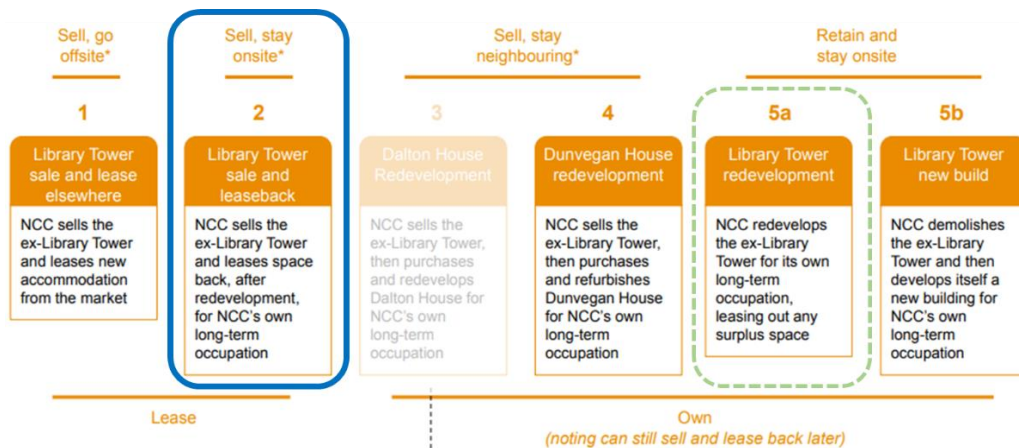 Sell, go
offsite*
Sell, stay
onsite*
Sell, stay
neighbouring*
Retain and
stay onsite
1
Library Tower
sale and lease
elsewhere
NCC sells the
ex-Library Tower
and leases new
accommodation
from the market
2
Library Tower
sale and
leaseback
NCC sells the
ex-Library Tower
and leases space
back, after
redevelopment,
for NCC's own
long-term
occupation
3
Dalton House
Redevelopment
NCC sells the
ex-Library Tower,
then purchases
and redevelops
Dalton House for
NCC's own
long-term
occupation
4
Dunvegan House
redevelopment
NCC sells the
ex-Library Tower,
then purchases
and refurbishes
Dunvegan House
for NCC's own
long-term
occupation
5a
Library Tower
redevelopment
NCC redevelops
the ex-Library
Tower for its own
long-term
occupation,
leasing out any
surplus space
5b
Library Tower
new build
NCC demolishes
the ex-Library
Tower and then
develops itself a
new building for
NCC's own
long-term
occupation
Lease
Own
(noting can still sell and lease back later)